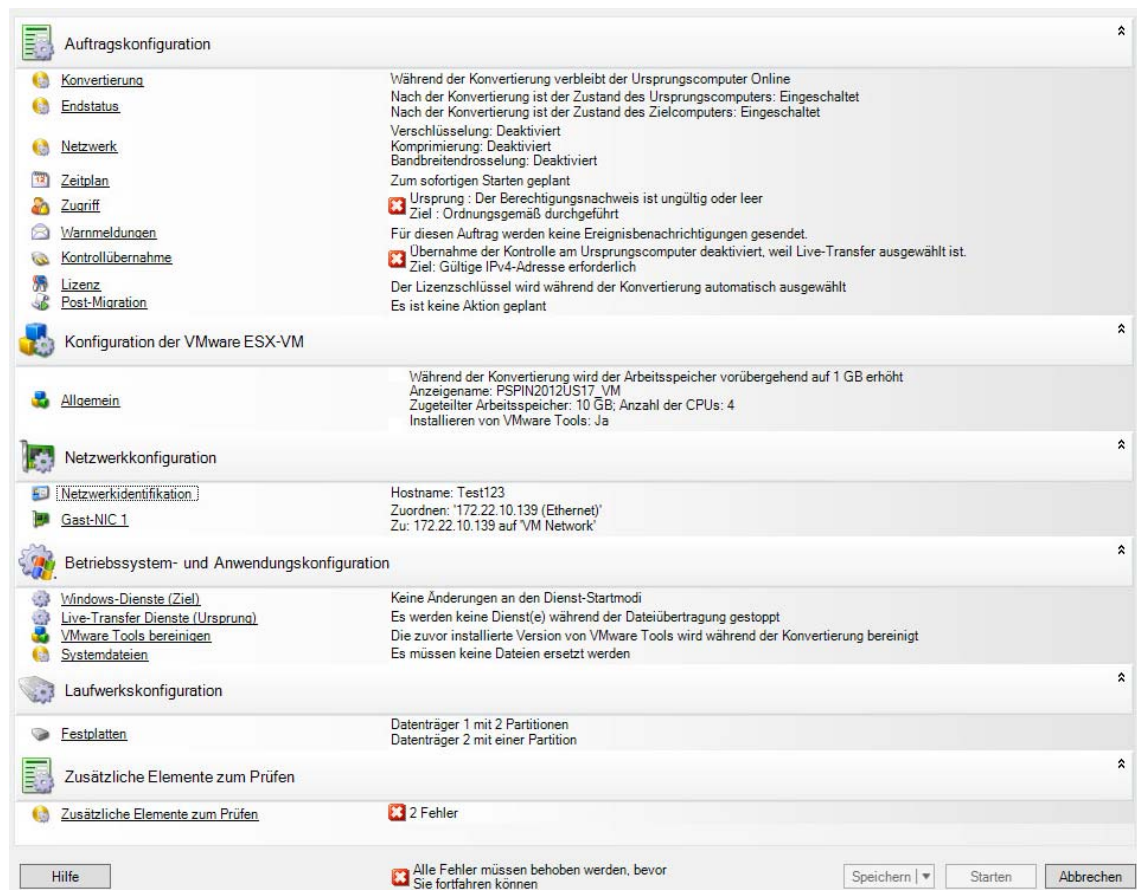 Auftragskonfiguration
Konvertierung
Während der Konvertierung verbleibt der Ursprungscomputer Online
Endstatus
Nach der Konvertierung ist der Zustand des Ursprungscomputers: Eingeschaltet
Nach der Konvertierung ist der Zustand des Zielcomputers: Eingeschaltet
Netzwerk
Verschlüsselung: Deaktiviert
Komprimierung: Deaktiviert
Bandbreitendrosselung: Deaktiviert
Zeitplan
Zum sofortigen Starten geplant
Zugriff
Ursprung : Der Berechtigungsnachweis ist ungültig oder leer
Ziel : Ordnungsgemäß durchgeführt
Warnmeldungen
Für diesen Auftrag werden keine Ereignisbenachrichtigungen gesendet.
Kontrollübernahme
Übernahme der Kontrolle am Ursprungscomputer deaktiviert, weil Live-Transfer ausgewählt ist.
Ziel: Gültige IPv4-Adresse erforderlich
Lizenz
Der Lizenzschlüssel wird während der Konvertierung automatisch ausgewählt
Post-Migration
Es ist keine Aktion geplant
Konfiguration der VMware ESX-VM
Allgemein
Während der Konvertierung wird der Arbeitsspeicher vorübergehend auf 1 GB erhöht
Anzeigename: PSPIN2012US17_VM
Zugeteilter Arbeitsspeicher: 10 GB; Anzahl der CPUs: 4
Installieren von VMware Tools: Ja
Netzwerkkonfiguration
Netzwerkidentifikation
Hostname: Test123
Gast-NIC 1
Zuordnen: '172.22.10.139 (Ethernet)'
Zu: 172.22.10.139 auf 'VM Network'
Betriebssystem- und Anwendungskonfiguration
Windows-Dienste (Ziel)
Keine Änderungen an den Dienst-Startmodi
Live-Transfer Dienste (Ursprung)
Es werden keine Dienst(e) während der Dateiübertragung gestoppt
VMware Tools bereinigen
Die zuvor installierte Version von VMware Tools wird während der Konvertierung bereinigt
Systemdateien
Es müssen keine Dateien ersetzt werden
Laufwerkskonfiguration
Festplatten
Datenträger 1 mit 2 Partitionen
Datenträger 2 mit einer Partition
Zusätzliche Elemente zum Prüfen
Zusätzliche Elemente zum Prüfen
2 Fehler
Hilfe
Alle Fehler müssen behoben werden, bevor
Sie fortfahren können
Speichern
Starten
Abbrechen